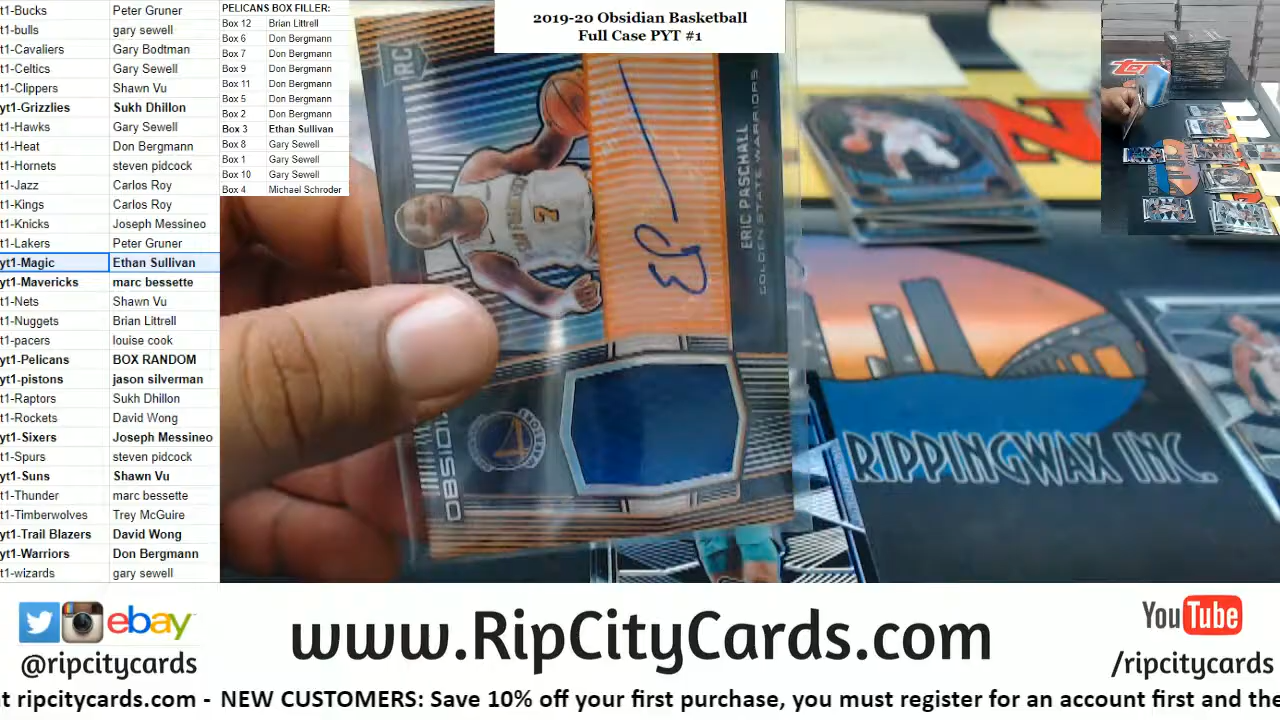 t1-Bucks Peter Gruner
t1-bulls gary sewell
t1-Cavaliers Gary Bodtman
t1-Celtics Gary Sewell
t1-Clippers Shawn Vu
yt1-Grizzlies Sukh Dhillon
t1-Hawks Gary Sewell
t1-Heat Don Bergmann
t1-Hornets steven pidcock
t1-Jazz Carlos Roy
t1-Kings Carlos Roy
t1-Knicks Joseph Messineo
t1-Lakers Peter Gruner
yt1-Magic Ethan Sullivan
yt1-Mavericks marc bessette
t1-Nets Shawn Vu
t1-Nuggets Brian Littrell
t1-pacers louise cook
yt1-Pelicans BOX RANDOM
yt1-pistons jason silverman
t1-Raptors Sukh Dhillon
t1-Rockets David Wong
yt1-Sixers Joseph Messineo
t1-Spurs steven pidcock
yt1-Suns Shawn Vu
t1-Thunder marc bessette
t1-Timberwolves Trey McGuire
yt1-Trail Blazers David Wong
yt1-Warriors Don Bergmann
t1-wizards gary sewell
PELICANS BOX FILLER:
Box 12 Brian Littrell
Box 6 Don Bergmann
Box 7 Don Bergmann
Box 9 Don Bergmann
Box 11 Don Bergmann
Box 5 Don Bergmann
Box 2 Don Bergmann
Box 3 Ethan Sullivan
Box 8 Gary Sewell
Box 1 Gary Sewell
Box 10 Gary Sewell
Box 4 Michael Schroder
2019-20 Obsidian Basketball
Full Case PYT #1
RC
7
ERIC PASCHALL
GOLDEN STATE WARRIORS
RIPPINGWAX INC.
ebay
@ripcitycards
www.RipCityCards.com
YouTube
/ripcitycards
t ripcitycards.com - NEW CUSTOMERS: Save 10% off your first purchase, you must register for an account first and the